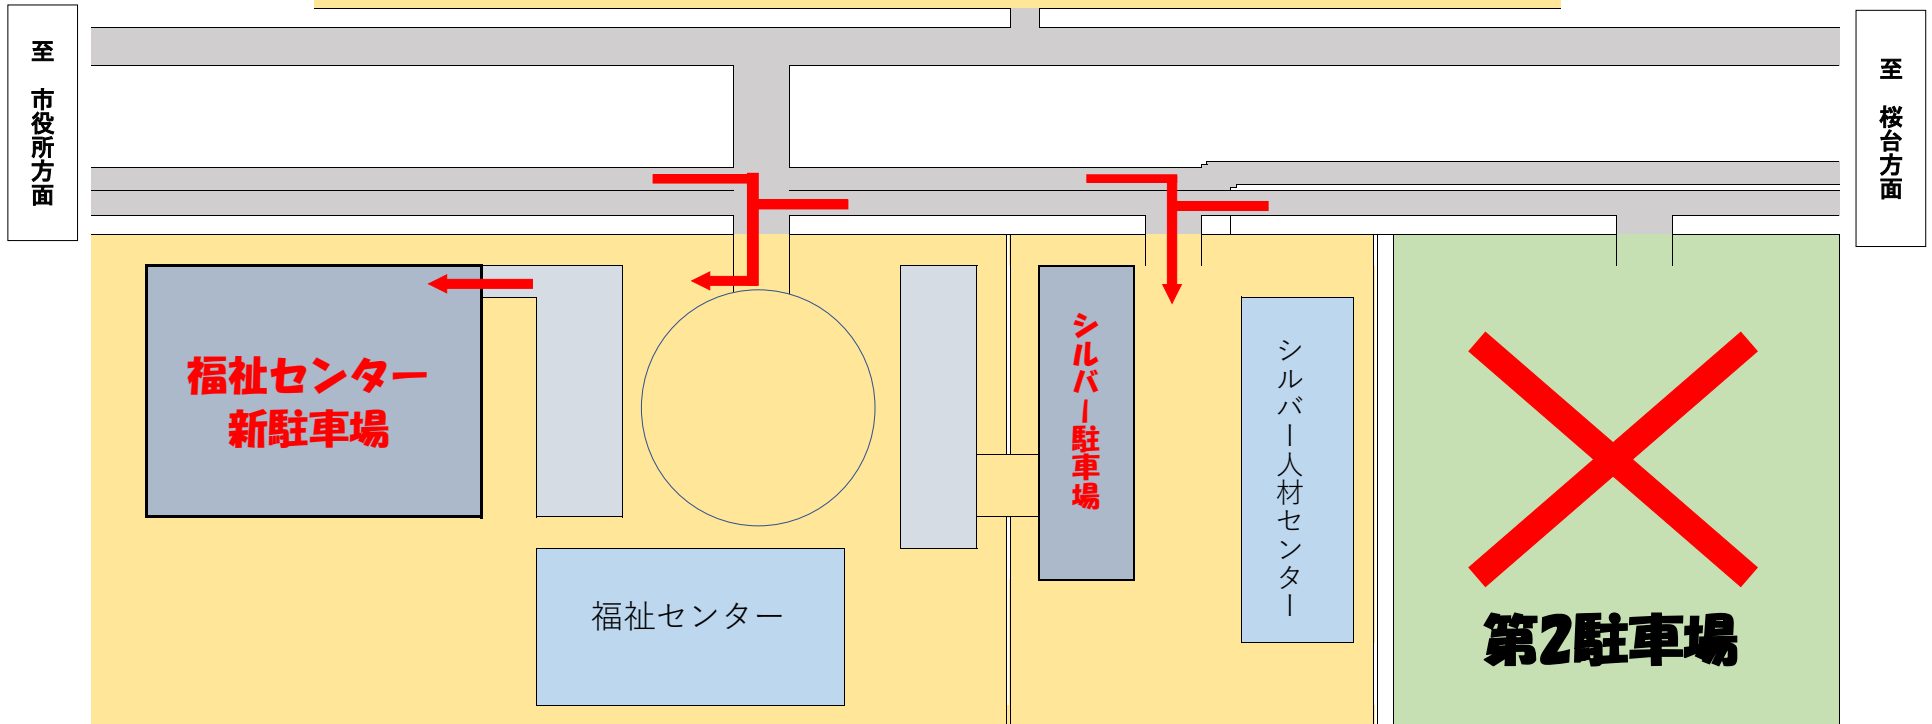 至　市役所方面
至　桜台方面
福祉センター
新駐車場
シルバー駐車場
シルバー人材センター
福祉センター
第2駐車場